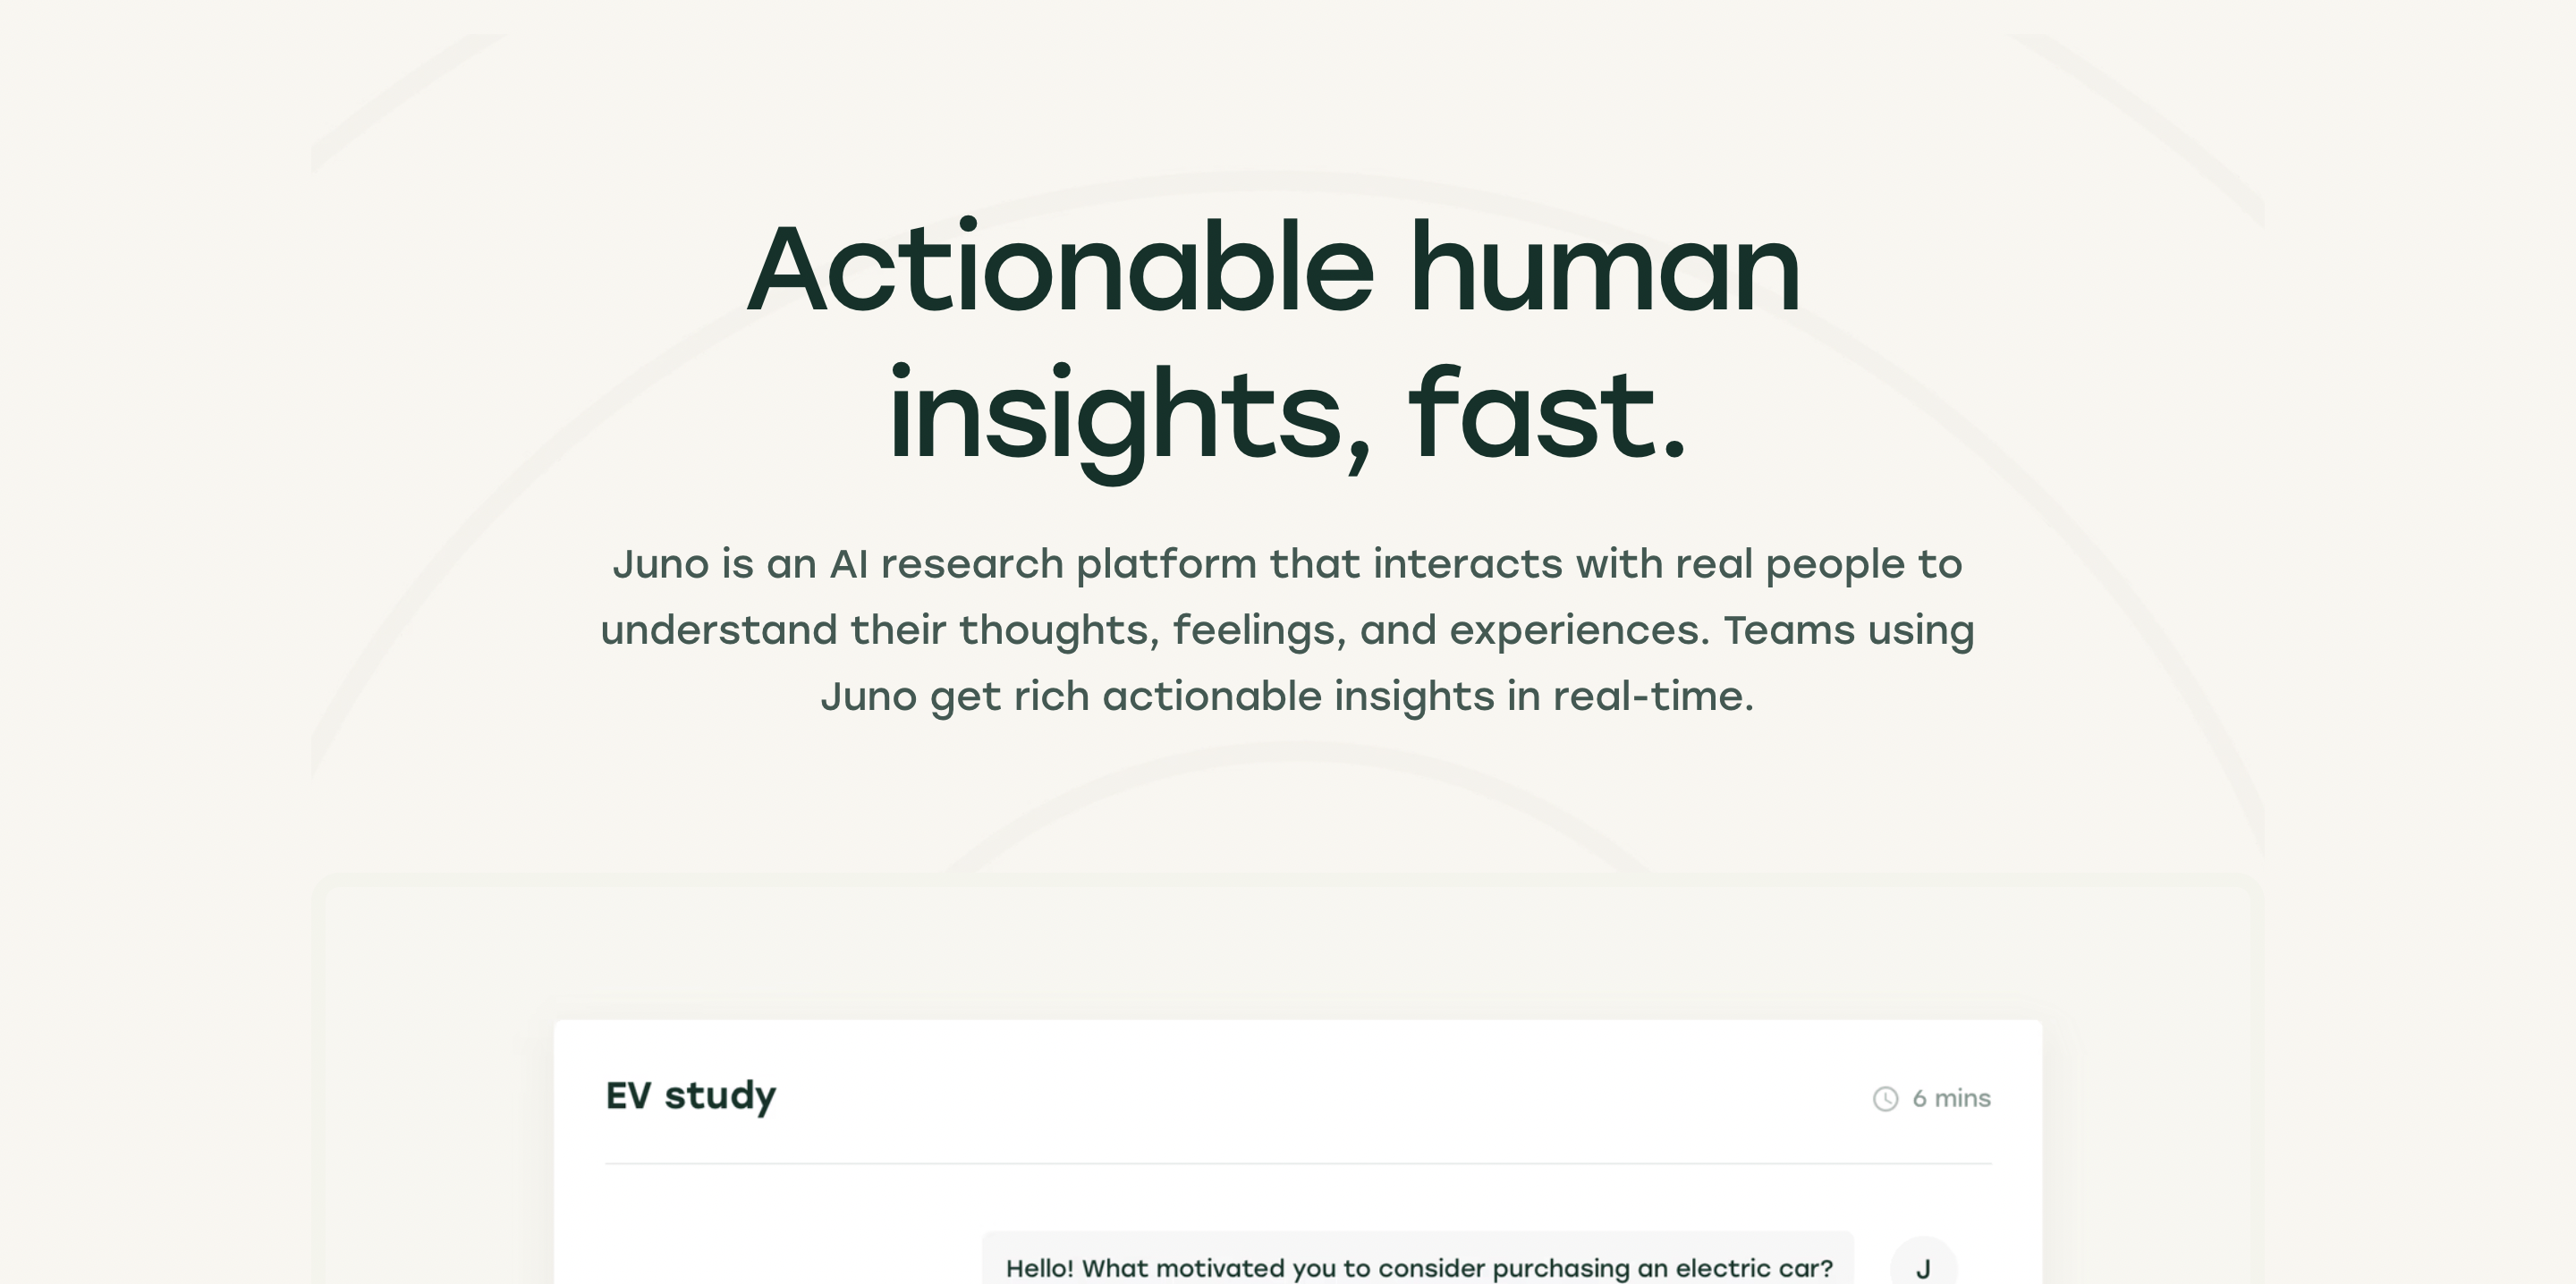 Actionable human
insights, fast.
Juno is an AI research platform that interacts with real people to
understand their thoughts, feelings, and experiences. Teams using
Juno get rich actionable insights in real-time.
EV study
6 mins
Hello! What motivated you to consider purchasing an electric car?
J